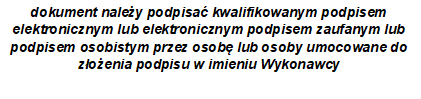 dokument należy podpisać kwalifikowanym podpisem
elektronicznym lub elektronicznym podpisem zaufanym lub
podpisem osobistym przez osobę lub osoby umocowane do
złożenia podpisu w imieniu Wykonawcy